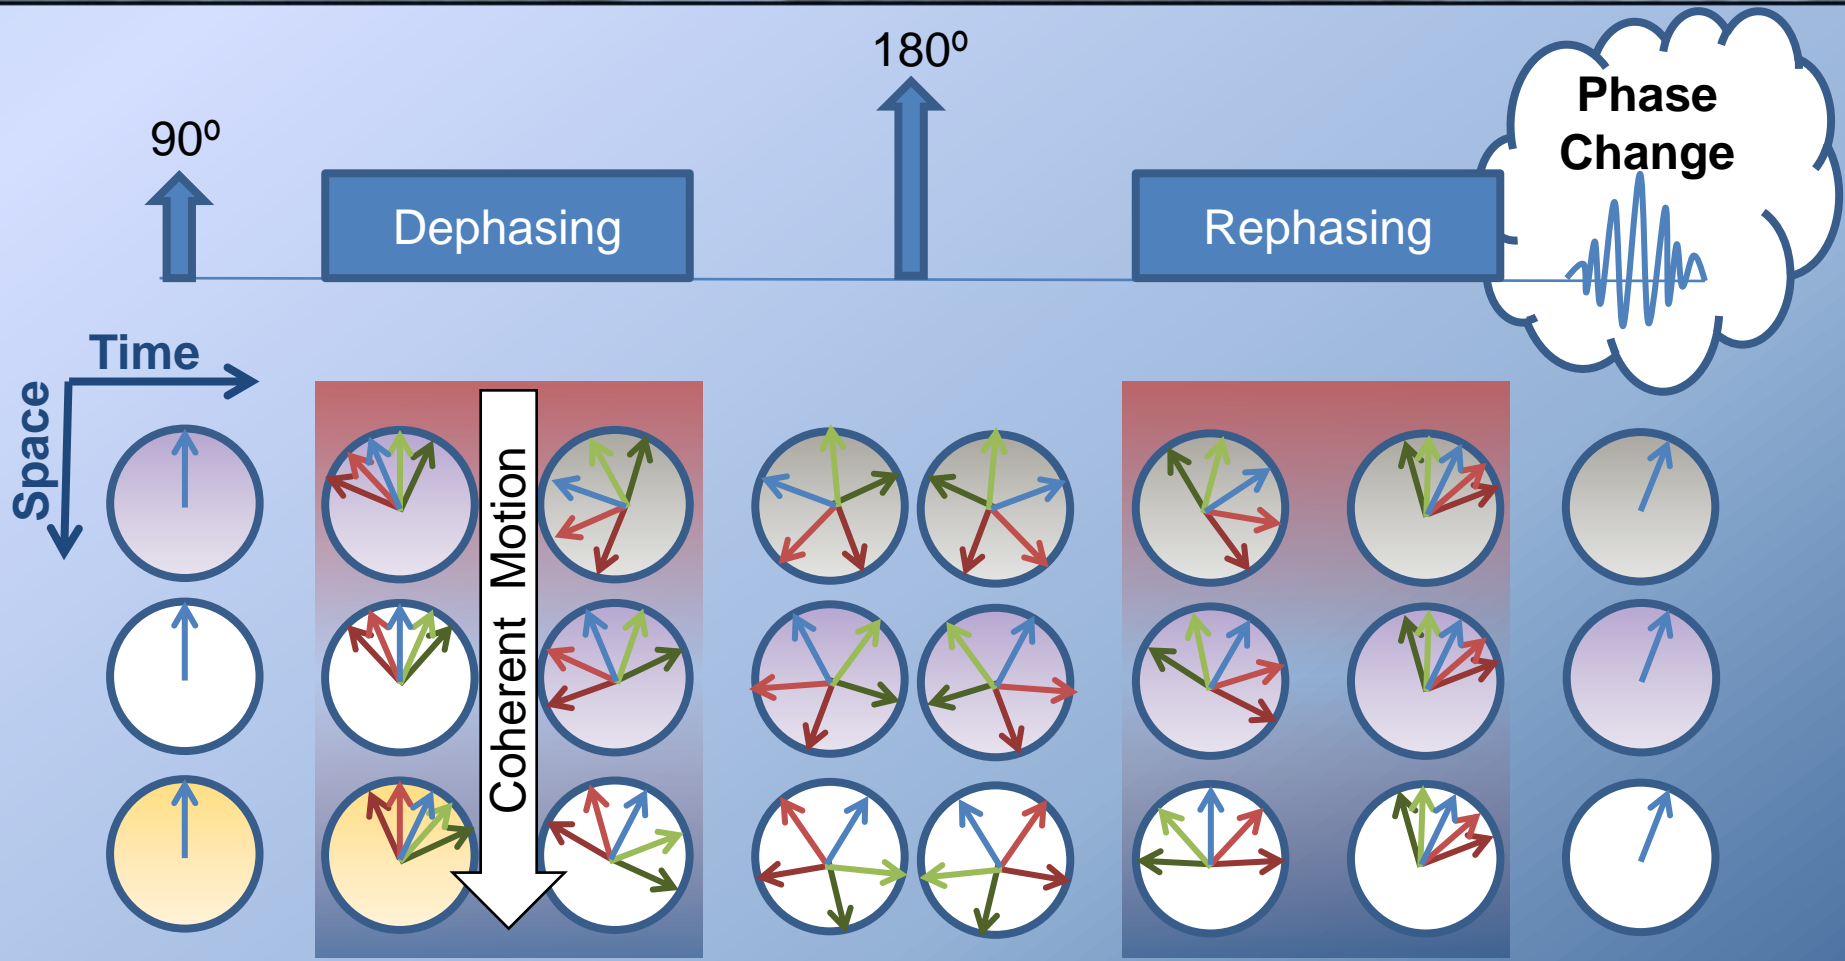 180⁰
90⁰
Phase
Change
Dephasing
Rephasing
Time
Space
Coherent Motion